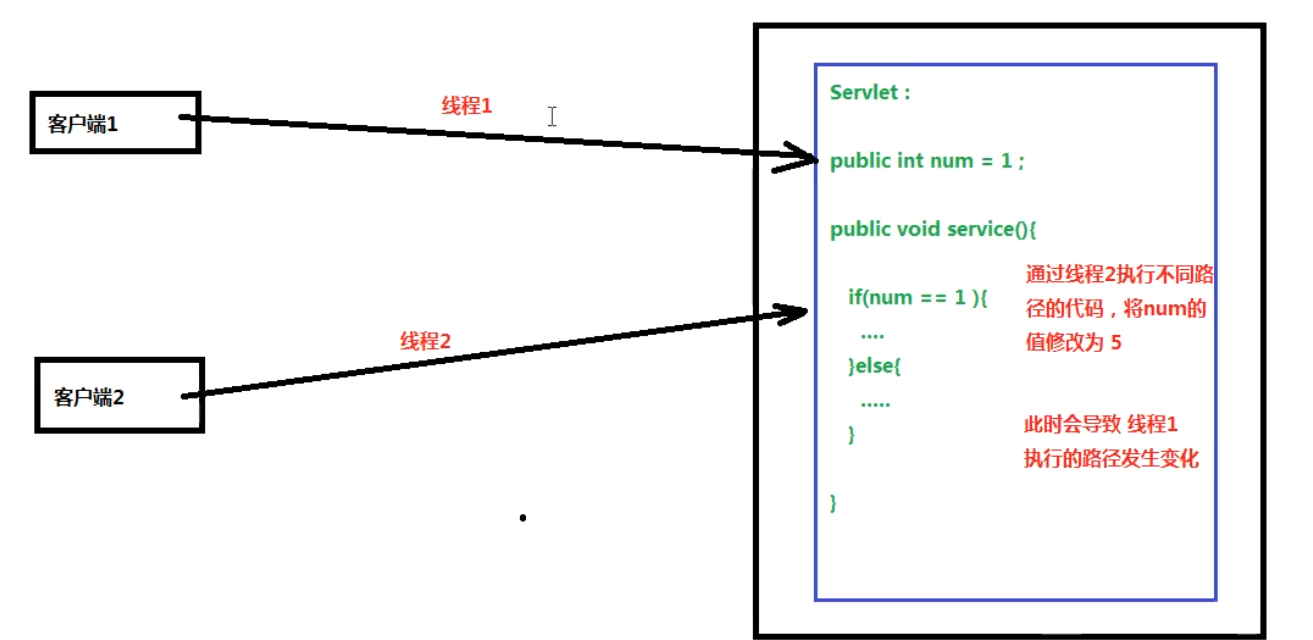 客户端1
线程1
线程2
客户端2
Servlet :
public int num = 1 ;
public void service(){
if(num == 1 ){
....
}else{
.....
}
}
通过线程2执行不同路
径的代码，将num的
值修改为 5
此时会导致 线程1
执行的路径发生变化